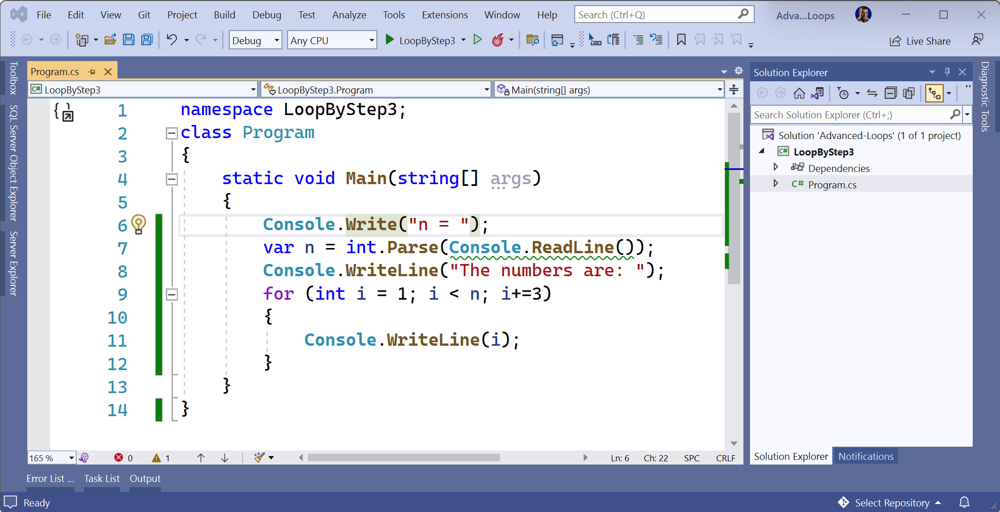 File Edit View Git Project Build Debug Test Analyze Tools Extensions Window Help Search (Ctrl+Q) Adva...Loops
Debug Any CPU LoopByStep3 Live Share
Toolbox
SQL Server Object Explorer
Server Explorer
Program.cs
LoopByStep3 LoopByStep3.Program Main(string[] args)
1 namespace LoopByStep3;
2 class Program
3 {
4 static void Main(string[] args)
5 {
6 Console.Write("n = ");
7 var n = int.Parse(Console.ReadLine());
8 Console.WriteLine("The numbers are: ");
9 for (int i = 1; i < n; i+=3)
10 {
11 Console.WriteLine(i);
12 }
13 }
14 }
165 % 0 1 Ln: 6 Ch: 22 SPC CRLF
Solution Explorer
Search Solution Explorer (Ctrl+;)
Solution 'Advanced-Loops' (1 of 1 project)
C# LoopByStep3
Dependencies
C# Program.cs
Solution Explorer Notifications
Diagnostic Tools
Error List ... Task List Output
Ready Select Repository